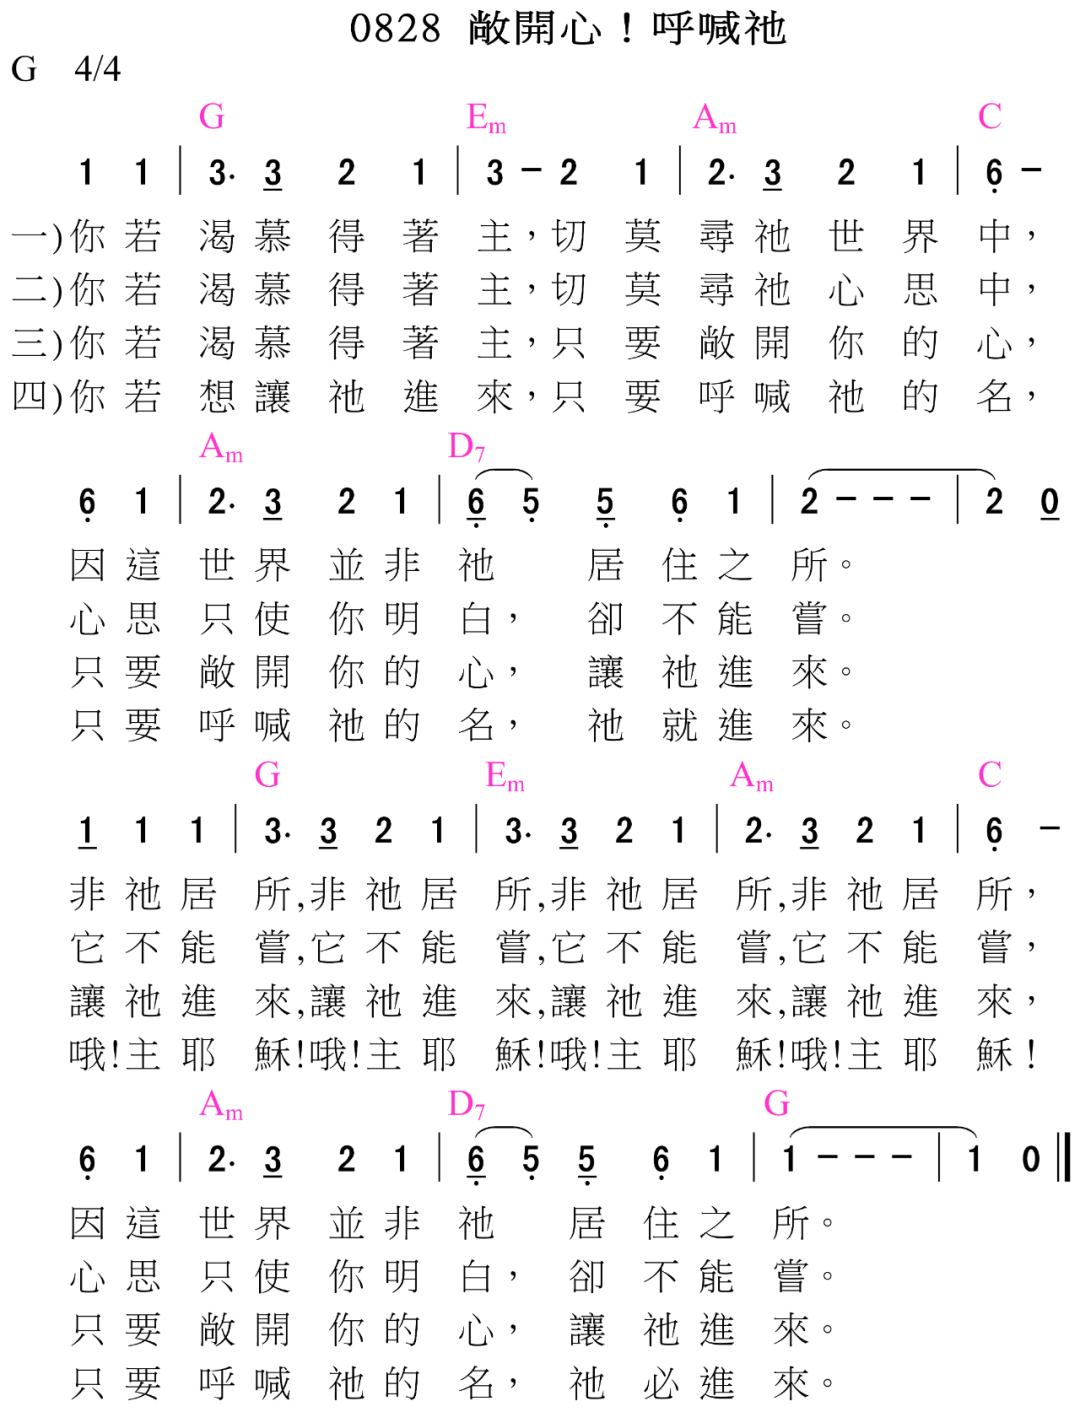 0828 敞開心！呼喊祂
G 4/4
G Em Am C
1 1 | 3. 3 2 1 | 3 – 2 1 | 2. 3 2 1 | 6 –
一)你若渴慕得著主，切莫尋祂世界中，
二)你若渴慕得著主，切莫尋祂心思中，
三)你若渴慕得著主，只要敞開你的心，
四)你若想讓祂進來，只要呼喊祂的名，
Am D7
6 1 | 2. 3 2 1 | 6 5 5 6 1 | 2 – – – | 2 0
因這世界並非祂居住之所。
心思只使你明白，卻不能嘗。
只要敞開你的心，讓祂進來。
只要呼喊祂的名，祂就進來。
G Em Am C
1 1 1 | 3. 3 2 1 | 3. 3 2 1 | 2. 3 2 1 | 6 –
非祂居所,非祂居所,非祂居所,非祂居所，
它不能嘗,它不能嘗,它不能嘗,它不能嘗，
讓祂進來,讓祂進來,讓祂進來,讓祂進來，
哦!主耶穌!哦!主耶穌!哦!主耶穌!哦!主耶穌！
Am D7 G
6 1 | 2. 3 2 1 | 6 5 5 6 1 | 1 – – – | 1 0 ‖
因這世界並非祂居住之所。
心思只使你明白，卻不能嘗。
只要敞開你的心，讓祂進來。
只要呼喊祂的名，祂必進來。